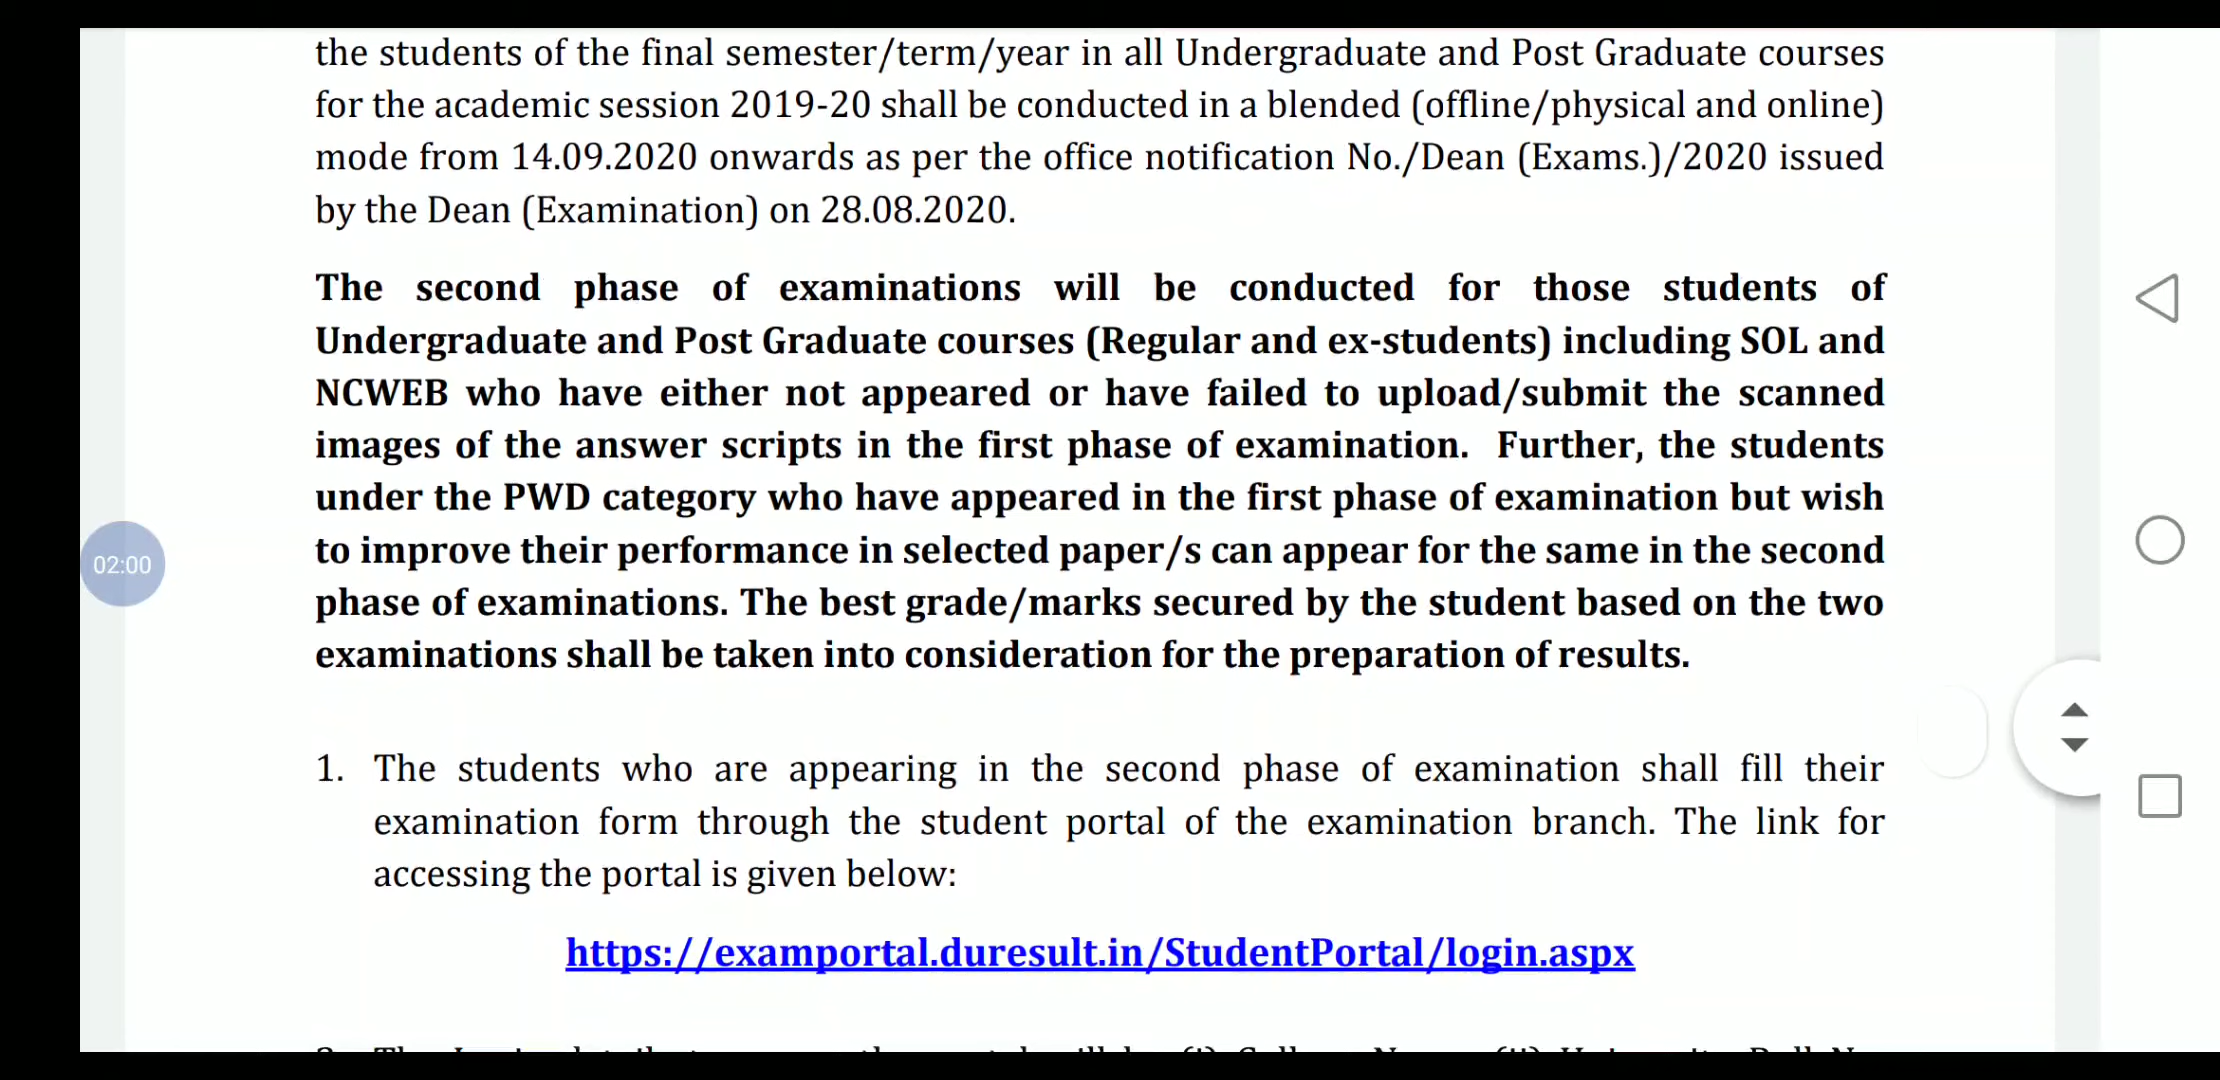 the students of the final semester/term/year in all Undergraduate and Post Graduate courses
for the academic session 2019-20 shall be conducted in a blended (offline/physical and online)
mode from 14.09.2020 onwards as per the office notification No./Dean (Exams.)/2020 issued
by the Dean (Examination) on 28.08.2020.
The second phase of examinations will be conducted for those students of
Undergraduate and Post Graduate courses (Regular and ex-students) including SOL and
NCWEB who have either not appeared or have failed to upload/submit the scanned
images of the answer scripts in the first phase of examination. Further, the students
under the PWD category who have appeared in the first phase of examination but wish
to improve their performance in selected paper/s can appear for the same in the second
phase of examinations. The best grade/marks secured by the student based on the two
examinations shall be taken into consideration for the preparation of results.
02:00
1. The students who are appearing in the second phase of examination shall fill their
examination form through the student portal of the examination branch. The link for
accessing the portal is given below:
https://examportal.duresult.in/StudentPortal/login.aspx